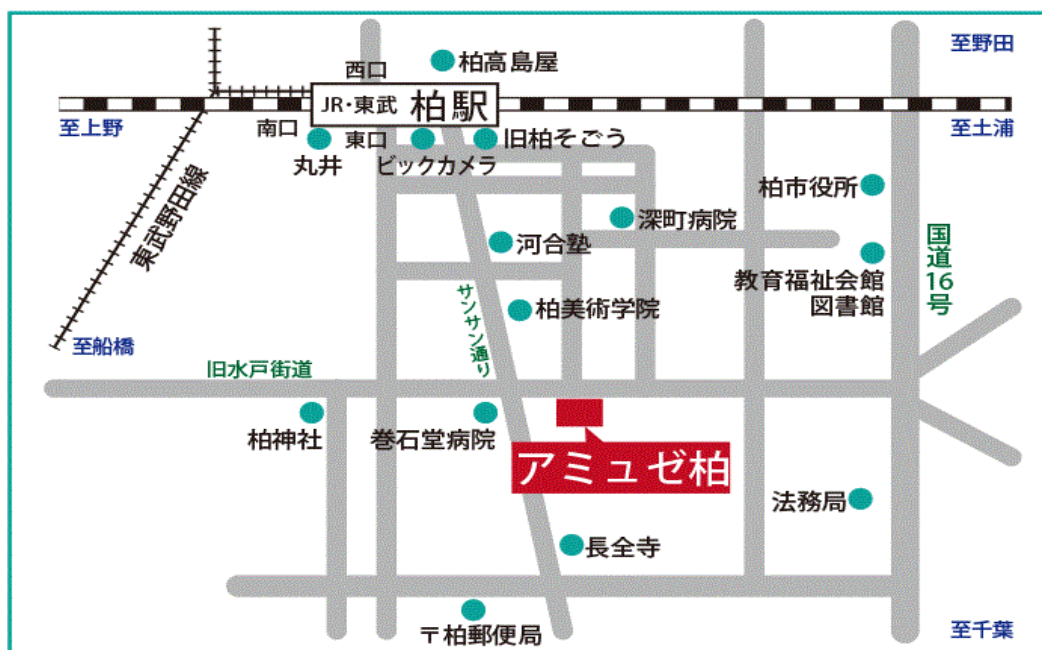 至野田
柏高島屋
西口
JR・東武 柏駅
至上野
南口
東口
旧柏そごう
至土浦
丸井
ビックカメラ
東武野田線
柏市役所
深町病院
河合塾
国道16号
教育福祉会館
図書館
柏美術学院
サンサン通り
至船橋
旧水戸街道
柏神社
巻石堂病院
アミュゼ柏
法務局
長全寺
〒柏郵便局
至千葉